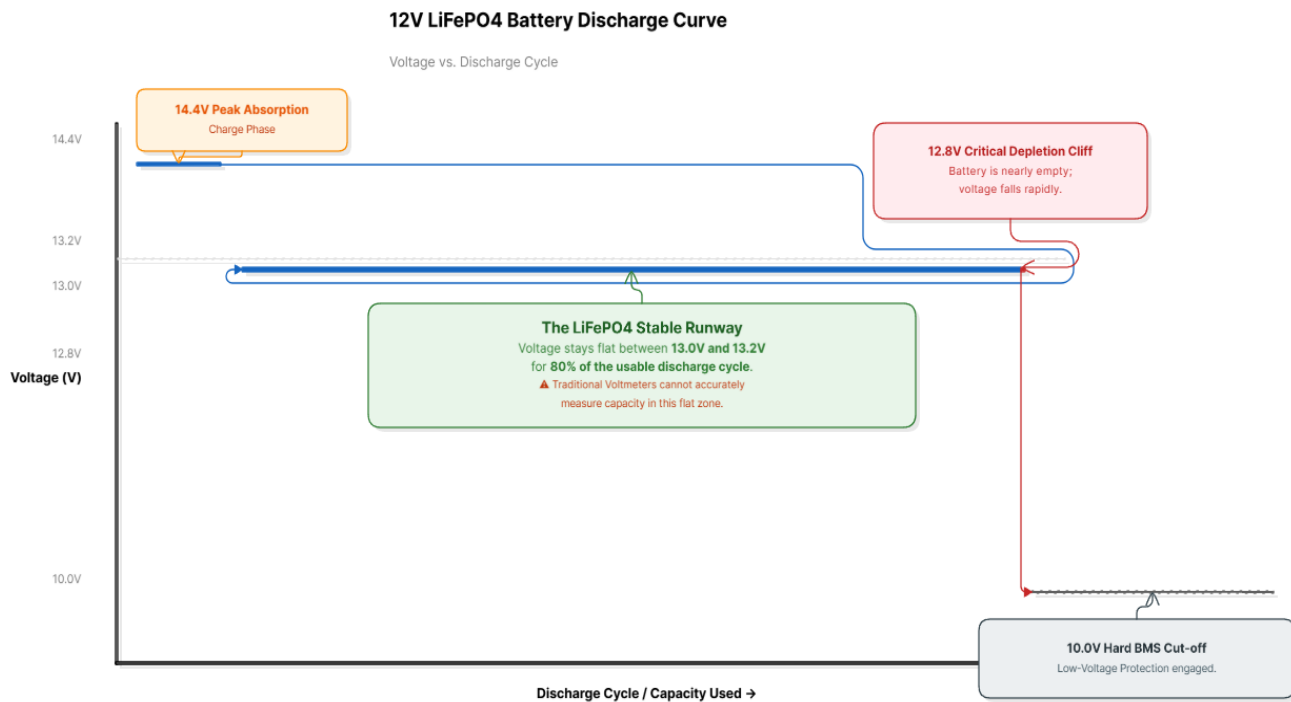 12V LiFePO4 Battery Discharge Curve
Voltage vs. Discharge Cycle
14.4V Peak Absorption
Charge Phase
14.4V
12.8V Critical Depletion Cliff
Battery is nearly empty;
voltage falls rapidly.
13.2V
13.0V
The LiFePO4 Stable Runway
Voltage stays flat between 13.0V and 13.2V
for 80% of the usable discharge cycle.
⚠ Traditional Voltmeters cannot accurately
measure capacity in this flat zone.
12.8V
Voltage (V)
10.0V
10.0V Hard BMS Cut-off
Low-Voltage Protection engaged.
Discharge Cycle / Capacity Used →